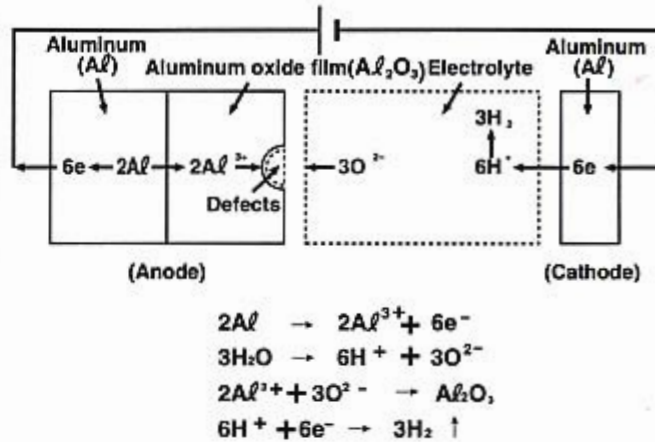 Aluminum
(Aℓ)
Aluminum oxide film(Aℓ₂O₃) Electrolyte
Aluminum
(Aℓ)
3H₂
6e ← 2Aℓ → 2Aℓ³⁺
3O²⁻
6H⁺
6e
Defects
(Anode)
(Cathode)
2Aℓ → 2Aℓ³⁺ + 6e⁻
3H₂O → 6H⁺ + 3O²⁻
2Aℓ³⁺ + 3O²⁻ → Aℓ₂O₃
6H⁺ + 6e⁻ → 3H₂ ↑